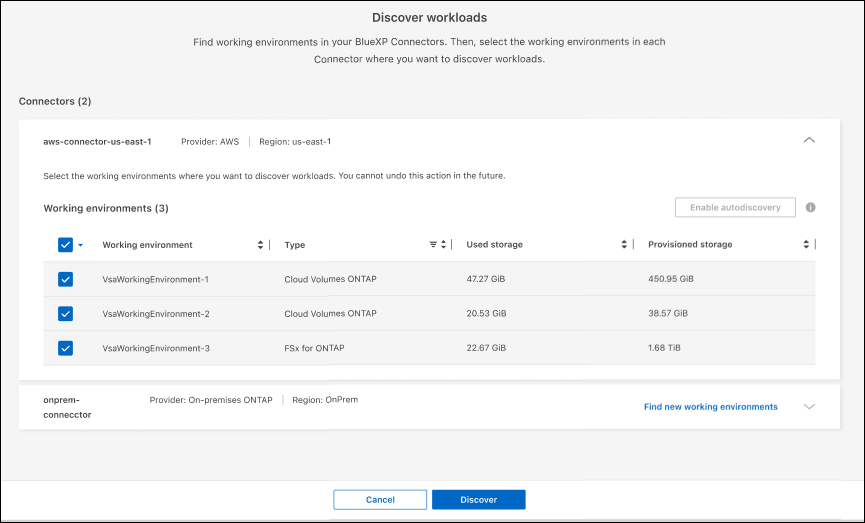 Discover workloads
Find working environments in your BlueXP Connectors. Then, select the working environments in each
Connector where you want to discover workloads.
Connectors (2)
aws-connector-us-east-1 Provider: AWS Region: us-east-1
Select the working environments where you want to discover workloads. You cannot undo this action in the future.
Working environments (3) Enable autodiscovery
Working environment Type Used storage Provisioned storage
VsaWorkingEnvironment-1 Cloud Volumes ONTAP 47.27 GiB 450.95 GiB
VsaWorkingEnvironment-2 Cloud Volumes ONTAP 20.53 GiB 38.57 GiB
VsaWorkingEnvironment-3 FSx for ONTAP 22.67 GiB 1.68 TiB
onprem- Provider: On-premises ONTAP Region: OnPrem
connecctor
Find new working environments
Cancel Discover